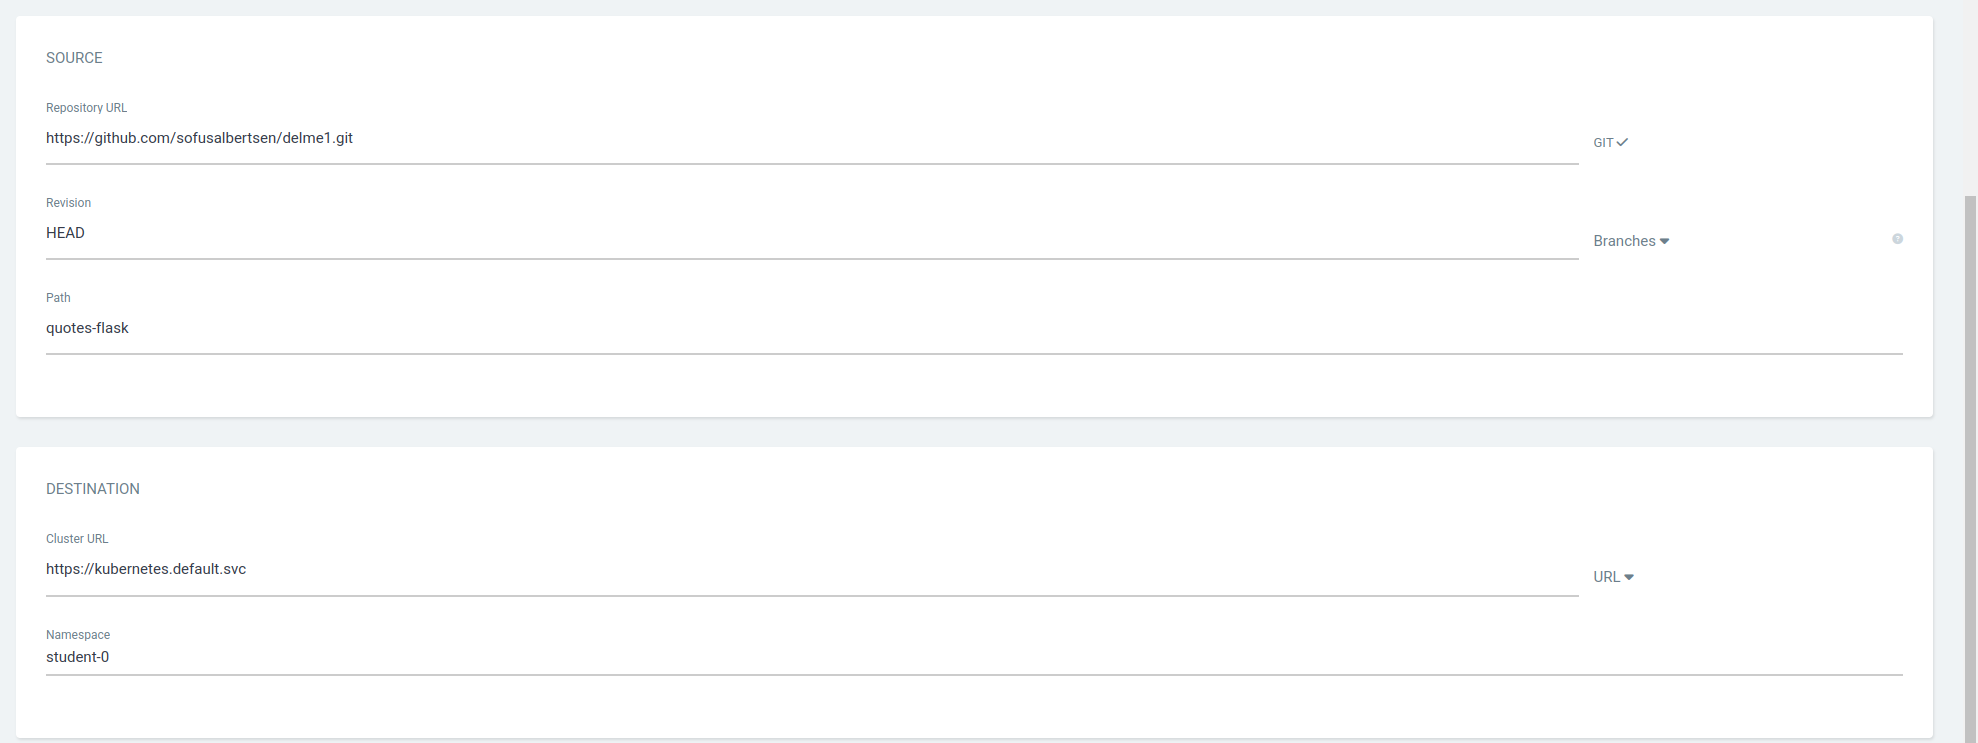 SOURCE
Repository URL
https://github.com/sofusalbertsen/delme1.git
GIT
Revision
HEAD
Branches
Path
quotes-flask
DESTINATION
Cluster URL
https://kubernetes.default.svc
URL
Namespace
student-0